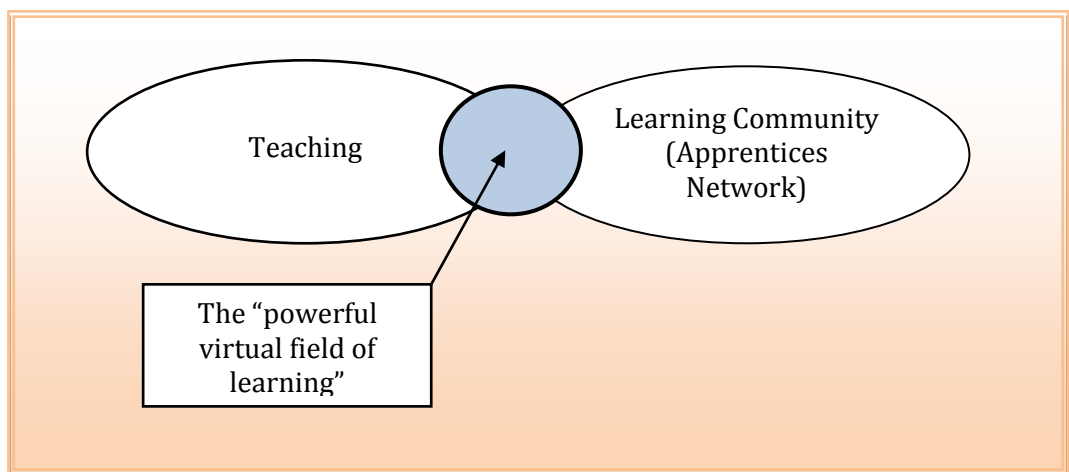 Teaching
Learning Community
(Apprentices
Network)
The “powerful
virtual field of
learning”